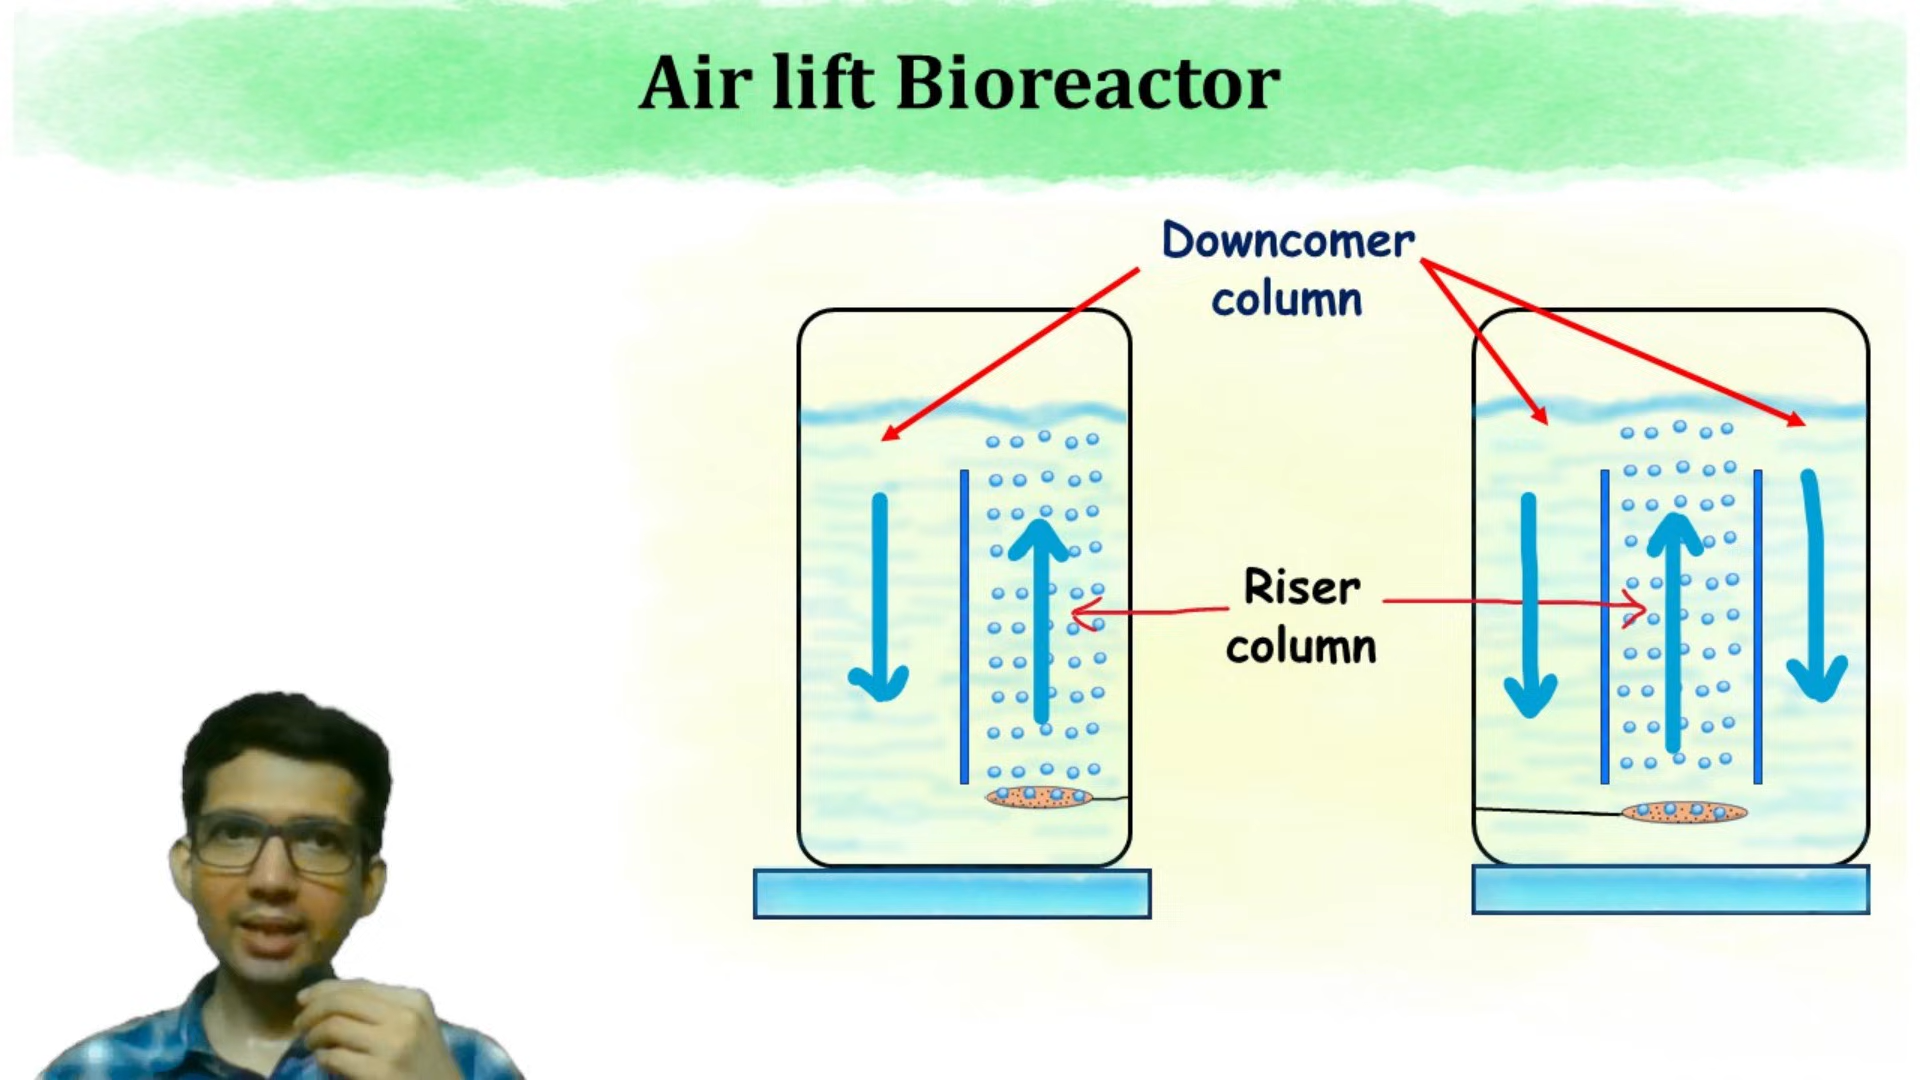 Air lift Bioreactor
Downcomer
column
Riser
column